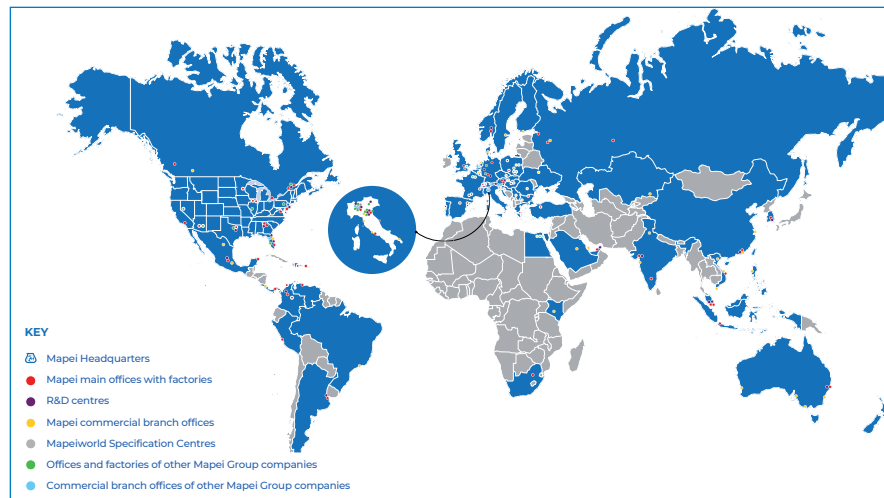 KEY
Mapei Headquarters
Mapei main offices with factories
R&D centres
Mapei commercial branch offices
Mapeiworld Specification Centres
Offices and factories of other Mapei Group companies
Commercial branch offices of other Mapei Group companies